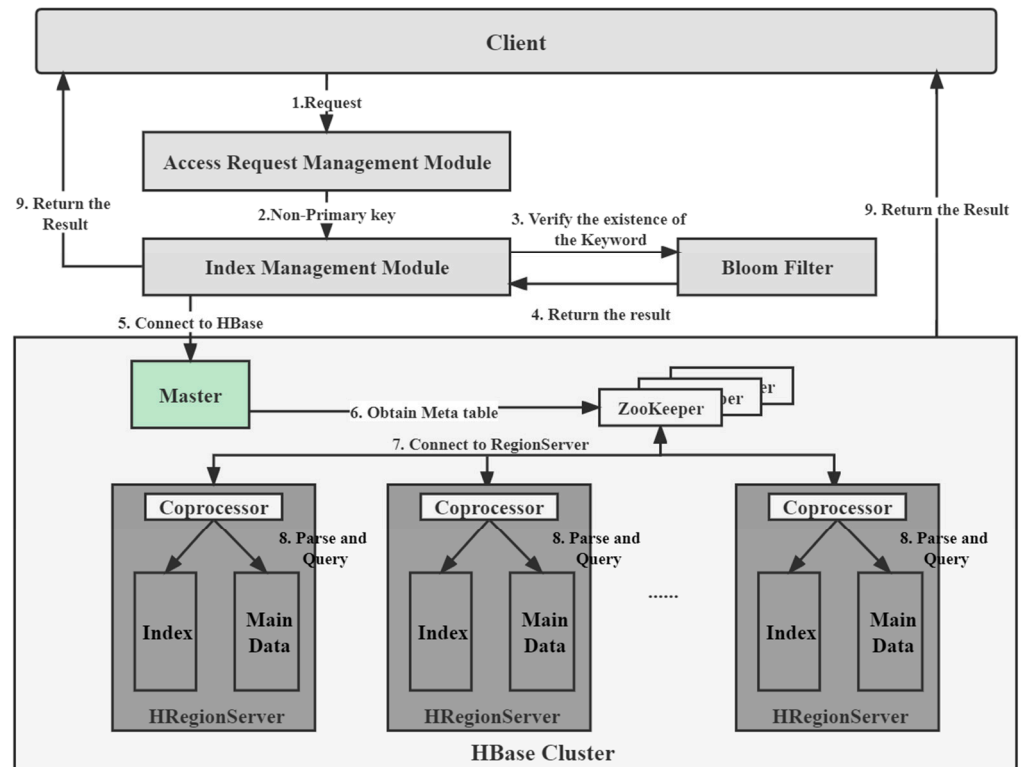 Client
1.Request
Access Request Management Module
9. Return the
Result
2.Non-Primary key
3. Verify the existence of
the Keyword
9. Return the Result
Index Management Module
Bloom Filter
4. Return the result
5. Connect to HBase
Master
ZooKeeper
per
er
6. Obtain Meta table
7. Connect to RegionServer
Coprocessor
8. Parse and
Query
Index
Main
Data
HRegionServer
Coprocessor
8. Parse and
Query
Index
Main
Data
HRegionServer
......
Coprocessor
8. Parse and
Query
Index
Main
Data
HRegionServer
HBase Cluster